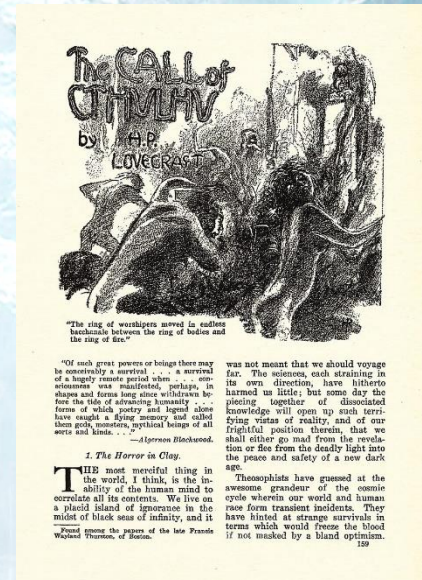 The CALL of
CTHULHU
by H.P.
LOVECRAFT
"The ring of worshipers moved in endless
bacchanale between the ring of bodies and
the ring of fire."
"Of such great powers or beings there may
be conceivably a survival . . . a survival
of a hugely remote period when . . . con-
sciousness was manifested, perhaps, in
shapes and forms long since withdrawn be-
fore the tide of advancing humanity . . .
forms of which poetry and legend alone
have caught a flying memory and called
them gods, monsters, mythical beings of all
sorts and kinds. . . ."
—Algernon Blackwood.
1. The Horror in Clay.
THE most merciful thing in
the world, I think, is the in-
ability of the human mind to
correlate all its contents. We live on
a placid island of ignorance in the
midst of black seas of infinity, and it
Found among the papers of the late Francis
Wayland Thurston, of Boston.
was not meant that we should voyage
far. The sciences, each straining in
its own direction, have hitherto
harmed us little; but some day the
piecing together of dissociated
knowledge will open up such terri-
fying vistas of reality, and of our
frightful position therein, that we
shall either go mad from the revela-
tion or flee from the deadly light into
the peace and safety of a new dark
age.
Theosophists have guessed at the
awesome grandeur of the cosmic
cycle wherein our world and human
race form transient incidents. They
have hinted at strange survivals in
terms which would freeze the blood
if not masked by a bland optimism.
159